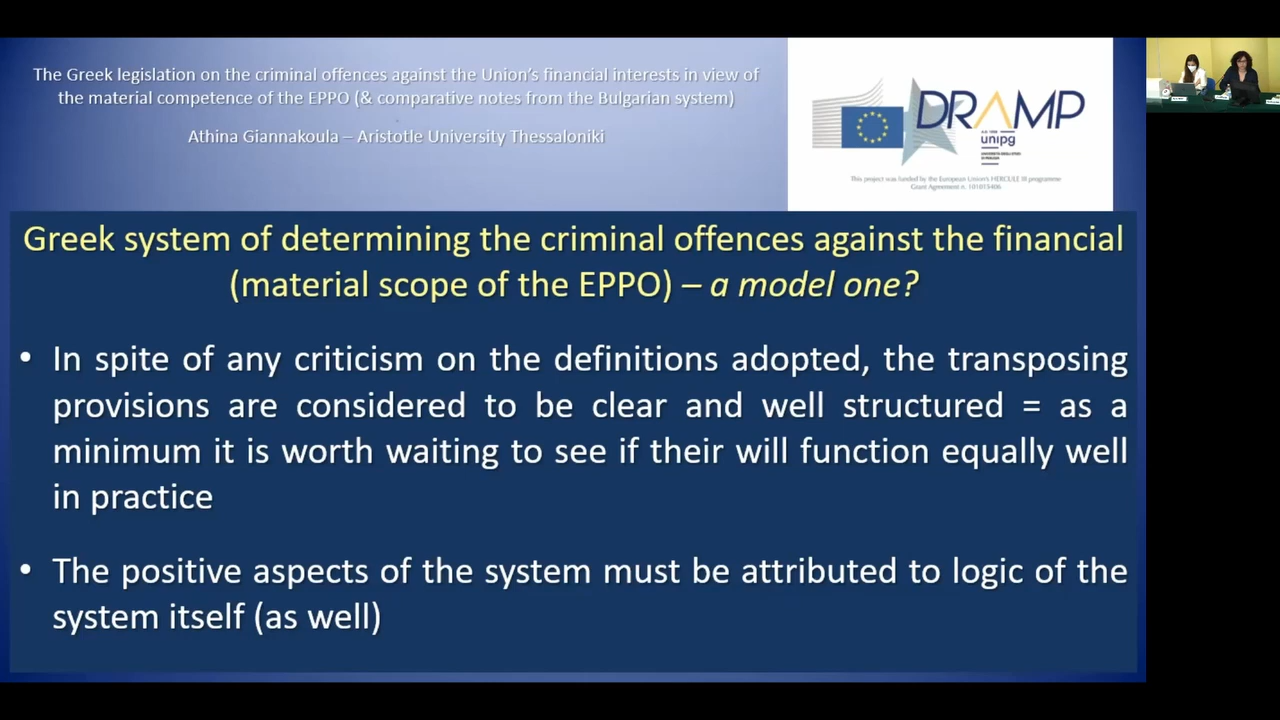 The Greek legislation on the criminal offences against the Union's financial interests in view of
the material competence of the EPPO (& comparative notes from the Bulgarian system)
Athina Giannakoula – Aristotle University Thessaloniki
DRAMP
unipg
This project was funded by the European Union's HERCULE III programme
Grant Agreement n. 101015406
Greek system of determining the criminal offences against the financial
(material scope of the EPPO) – a model one?
• In spite of any criticism on the definitions adopted, the transposing
provisions are considered to be clear and well structured = as a
minimum it is worth waiting to see if their will function equally well
in practice
• The positive aspects of the system must be attributed to logic of the
system itself (as well)